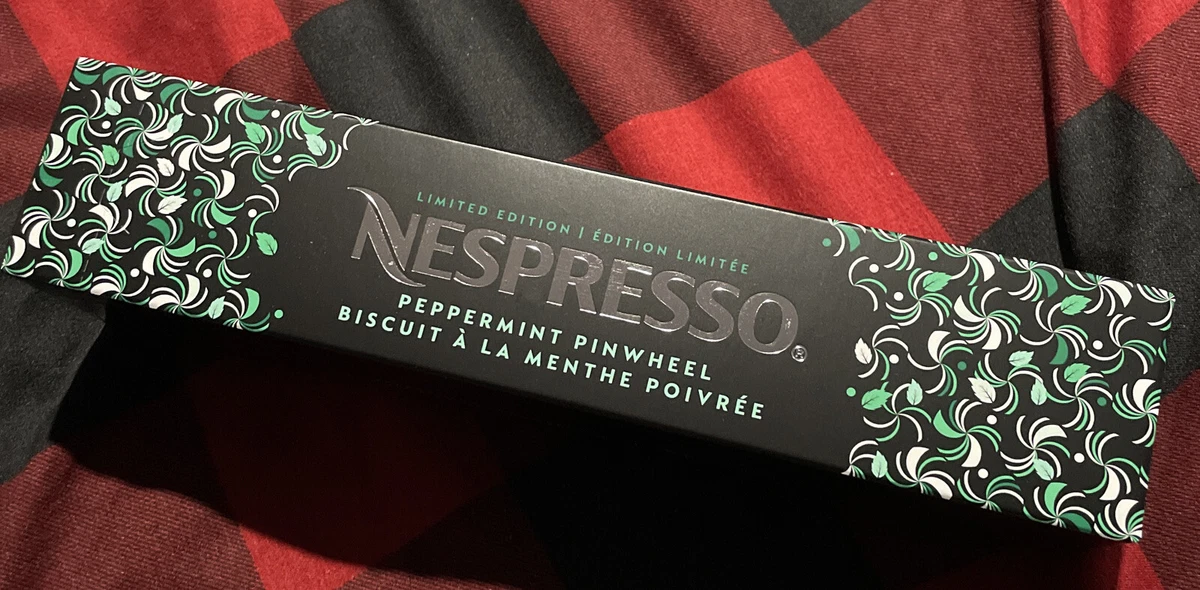 LIMITED EDITION | ÉDITION LIMITÉE
NESPRESSO®
PEPPERMINT PINWHEEL
BISCUIT À LA MENTHE POIVRÉE